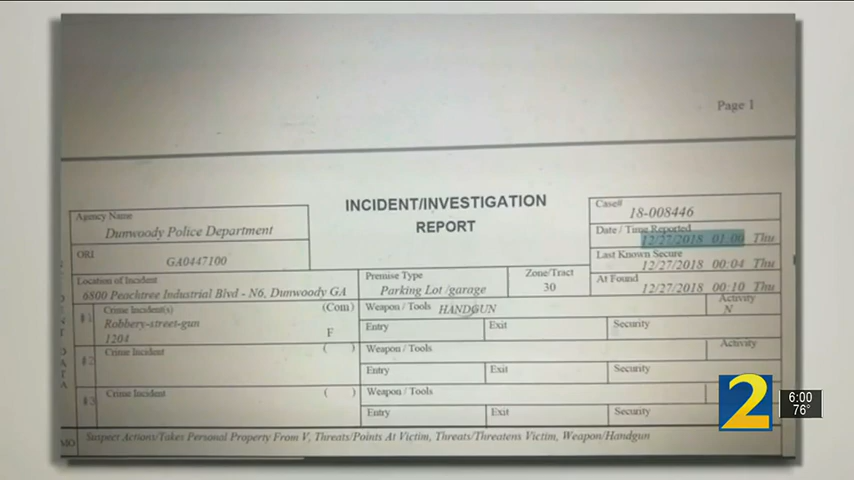 Page 1
INCIDENT/INVESTIGATION
REPORT
Agency Name
Dunwoody Police Department
ORI
GA0447100
Case#
18-008446
Date / Time Reported
12/27/2018 01:00 Thu
Last Known Secure
12/27/2018 00:04 Thu
At Found
12/27/2018 00:10 Thu
Location of Incident
6800 Peachtree Industrial Blvd - N6, Dunwoody GA
Premise Type
Parking Lot /garage
Zone/Tract
30
#1
Crime Incident(s) (Com)
Robbery-street-gun F
1204
Weapon / Tools HANDGUN
Activity
N
Entry Exit Security
#2
Crime Incident ( )
Weapon / Tools
Activity
Entry Exit Security
#3
Crime Incident ( )
Weapon / Tools
Entry Exit Security
MO
Suspect Actions/Takes Personal Property From V, Threats/Points At Victim, Threats/Threatens Victim, Weapon/Handgun
2
6:00
76°